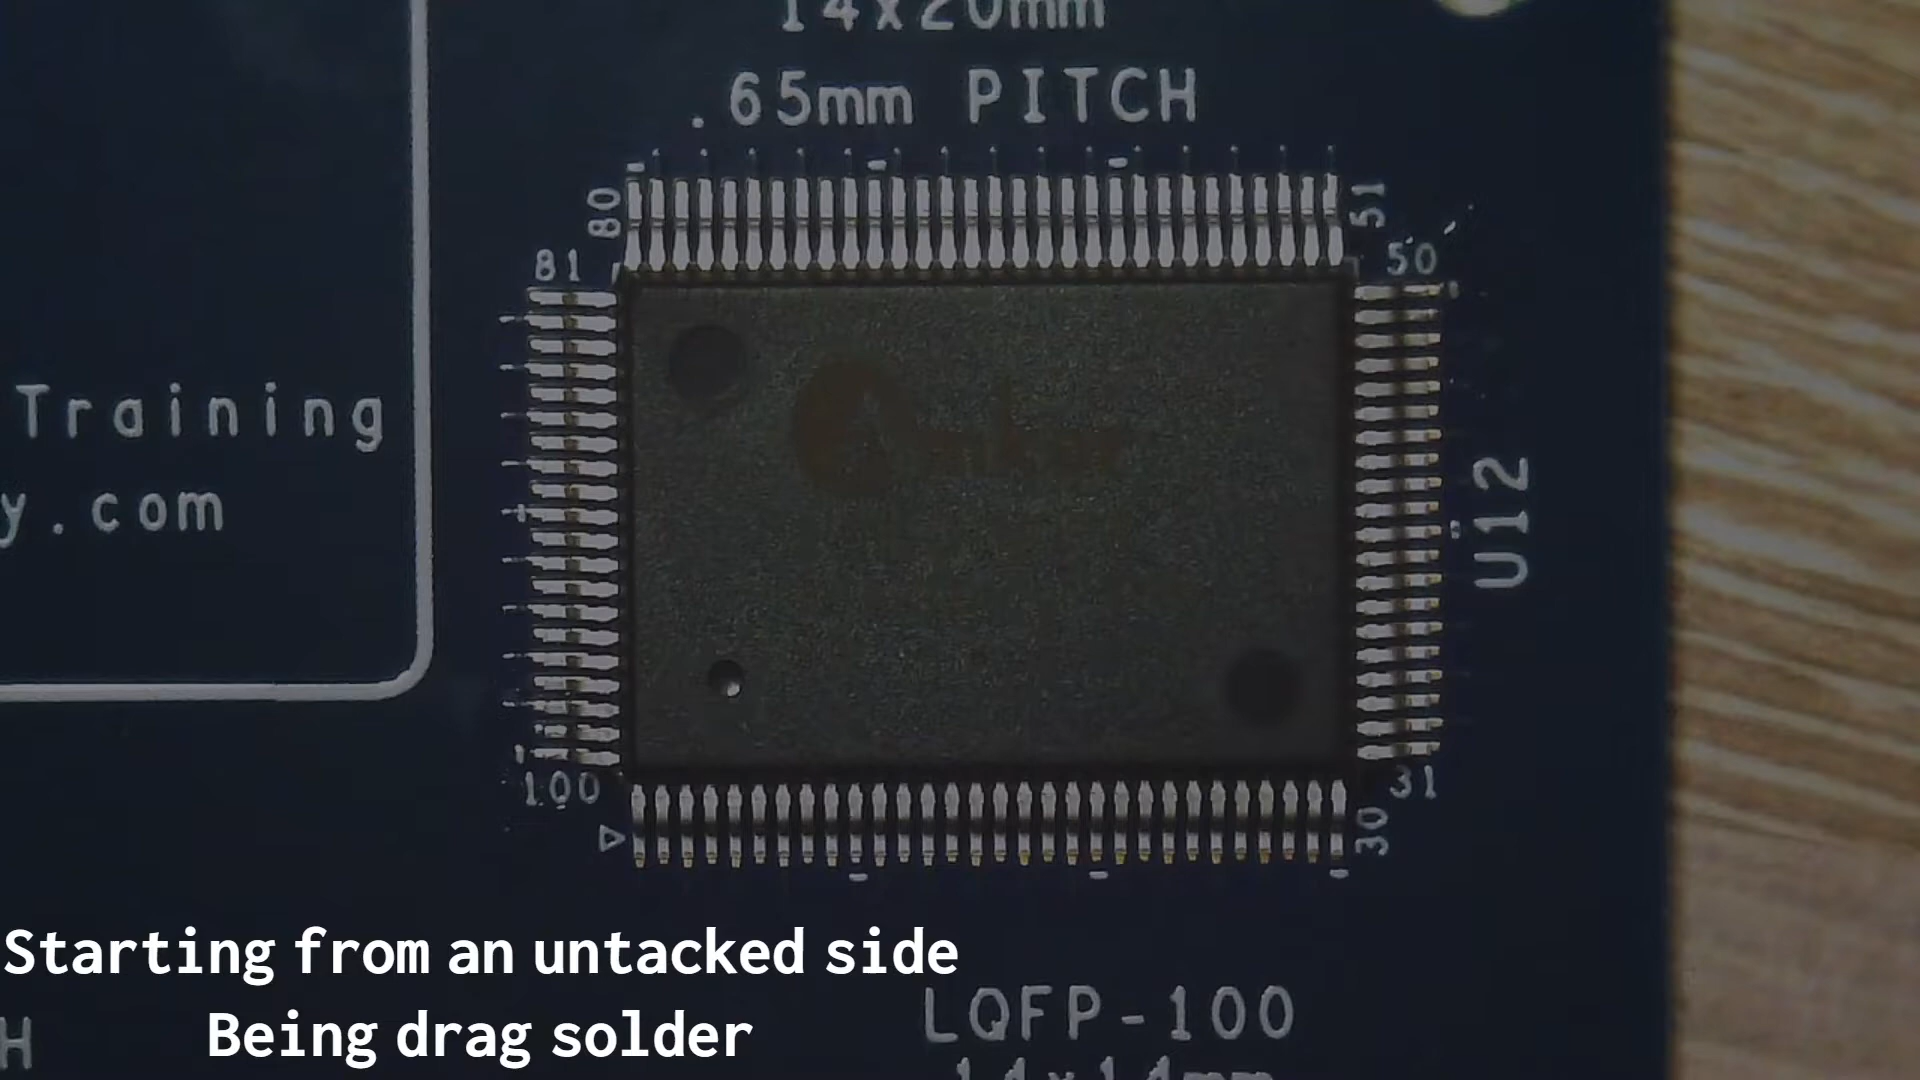 14x20mm
.65mm PITCH
80
51
81
50
Training
y.com
U12
100
31
30
Starting from an untacked side
Being drag solder
LQFP-100
H
14x14mm